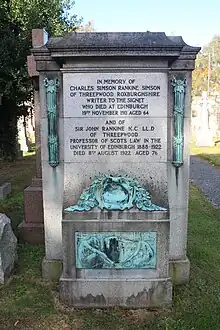 IN MEMORY OF
CHARLES SIMSON RANKINE SIMSON
OF THREEPWOOD, ROXBURGHSHIRE
WRITER TO THE SIGNET
WHO DIED AT EDINBURGH
19TH NOVEMBER 1911 AGED 64
AND OF
SIR JOHN RANKINE K.C. LL.D
OF THREEPWOOD
PROFESSOR OF SCOTS LAW IN THE
UNIVERSITY OF EDINBURGH 1888-1922
DIED 8TH AUGUST 1922 AGED 76